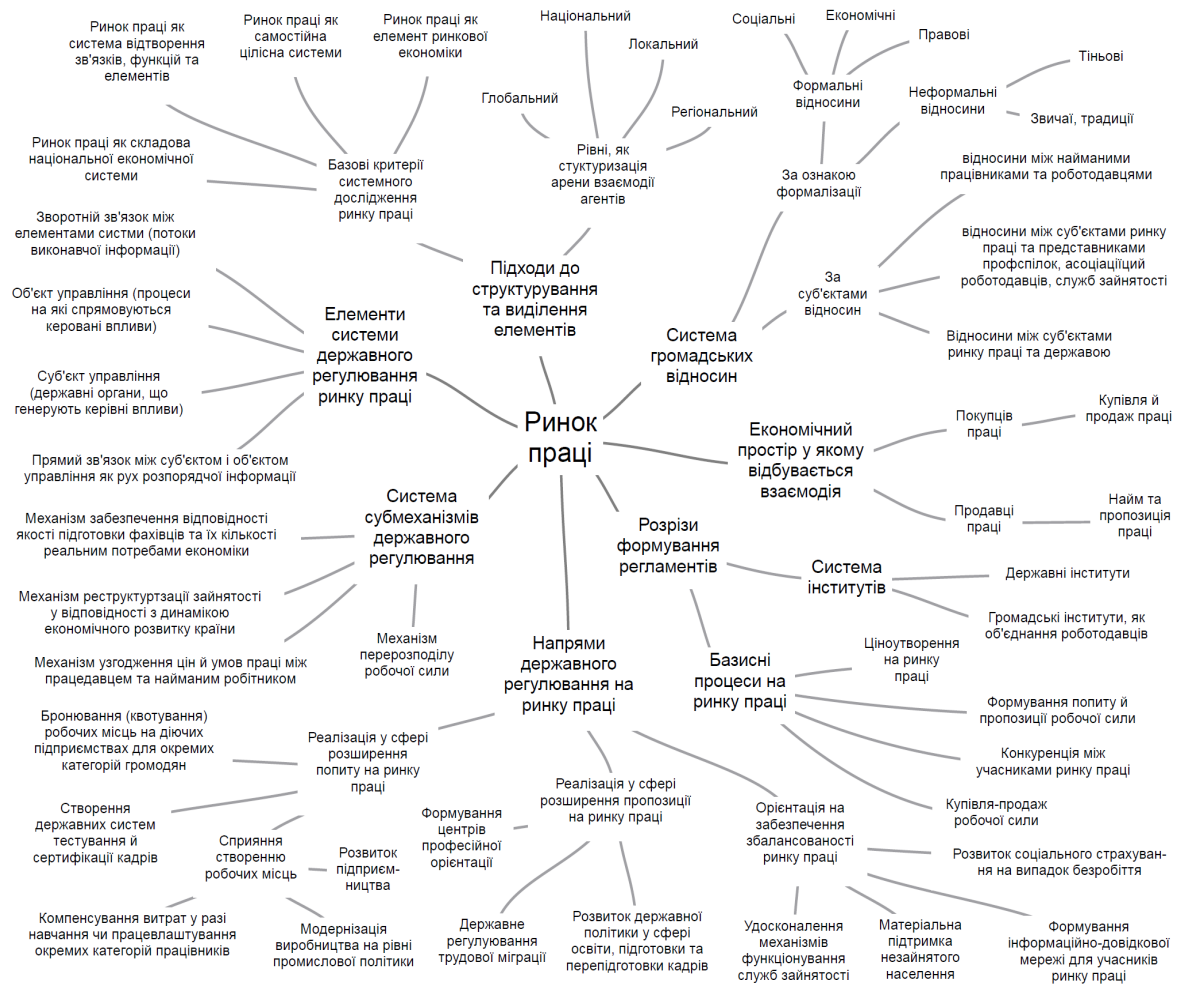 Ринок праці як
система відтворення
зв'язків, функцій та
елементів
Ринок праці як
самостійна
цілісна системи
Ринок праці як
елемент ринкової
економіки
Ринок праці як складова
національної економічної
системи
Базові критерії
системного
дослідження
ринку праці
Глобальний
Національний
Локальний
Регіональний
Рівні, як
стуктуризація
арени взаємодії
агентів
Підходи до
структурування
та виділення
елементів
Соціальні
Економічні
Правові
Формальні
відносини
Неформальні
відносини
Тіньові
Звичаї, традиції
За ознакою
формалізації
відносини між найманими
працівниками та роботодавцями
відносини між суб'єктами ринку
праці та представниками
профспілок, асоціаціїций
роботодавців, служб зайнятості
Відносини між суб'єктами
ринку праці та державою
За
суб'єктами
відносин
Система
громадських
відносин
Зворотній зв'язок між
елементами систми (потоки
виконавчої інформації)
Об'єкт управління (процеси
на які спрямовуються
керовані впливи)
Суб'єкт управління
(державні органи, що
генерують керівні впливи)
Прямий зв'язок між суб'єктом і об'єктом
управління як рух розпорядчої інформації
Елементи
системи
державного
регулювання
ринку праці
Ринок
праці
Економічний
простір у якому
відбувається
взаємодія
Покупців
праці
Купівля й
продаж праці
Продавці
праці
Найм та
пропозиція
праці
Система
субмеханізмів
державного
регулювання
Механізм забезпечення відповідності
якості підготовки фахівців та їх кількості
реальним потребами економіки
Механізм реструктуртзації зайнятості
у відповідності з динамікою
економічного розвитку країни
Механізм узгодження цін й умов праці між
працедавцем та найманим робітником
Механізм
перерозподілу
робочої сили
Розрізи
формування
регламентів
Система
інститутів
Державні інститути
Громадські інститути, як
об'єднання роботодавців
Базисні
процеси на
ринку праці
Ціноутворення
на ринку
праці
Формування попиту й
пропозиції робочої сили
Конкуренція між
учасниками ринку праці
Купівля-продаж
робочої сили
Напрями
державного
регулювання на
ринку праці
Реалізація у сфері
розширення
попиту на ринку
праці
Бронювання (квотування)
робочих місць на діючих
підприємствах для окремих
категорій громодян
Створення
державних систем
тестування й
сертифікації кадрів
Сприяння
створенню
робочих місць
Розвиток
підприєм-
ництва
Компенсування витрат у разі
навчання чи працевлаштування
окремих категорій працівників
Модернізація
виробництва на рівні
промислової політики
Реалізація у сфері
розширення пропозиції
на ринку праці
Формування
центрів
професійної
орієнтації
Державне
регулуювання
трудової міграції
Розвиток державної
політики у сфері
освіти, підготовки та
перепідготовки кадрів
Орієнтація на
забезпечення
збалансованості
ринку праці
Розвиток соціального страхуван-
ня на випадок безробіття
Удосконалення
механізмів
функціонування
служб зайнятості
Матеріальна
підтримка
незайнятого
населення
Формування
інформаційно-довідкової
мережі для учасників
ринку праці